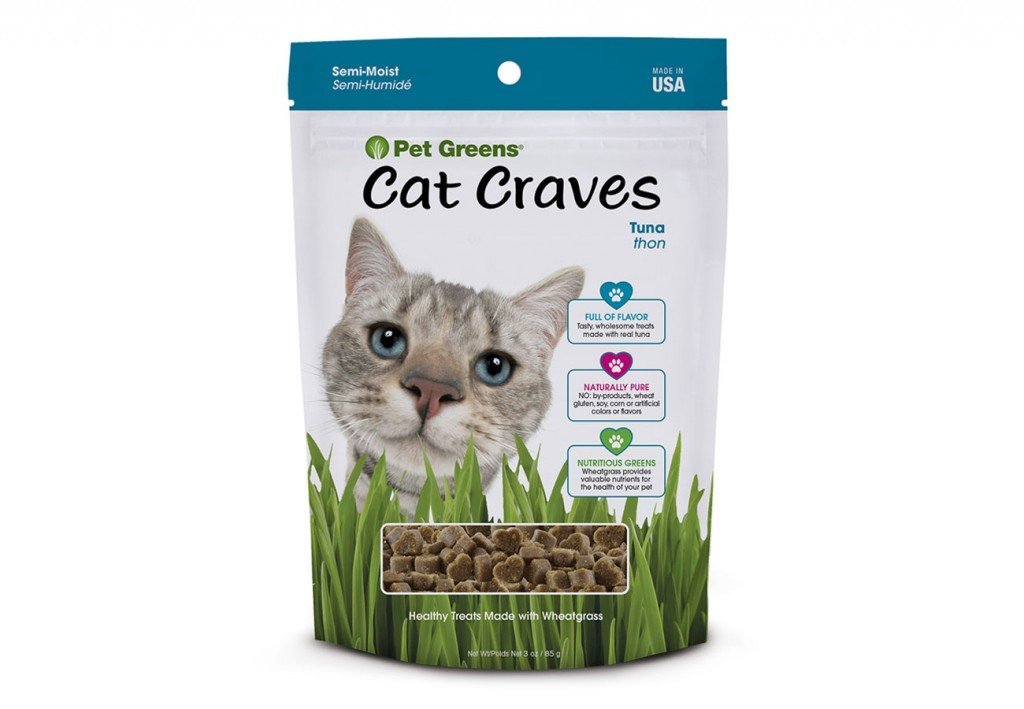 Semi-Moist
Semi-Humidé
MADE IN
USA
Pet Greens®
Cat Craves
Tuna
thon
FULL OF FLAVOR
Tasty, wholesome treats
made with real tuna
NATURALLY PURE
NO: by-products, wheat
gluten, soy, corn or artificial
colors or flavors
NUTRITIOUS GREENS
Wheatgrass provides
valuable nutrients for
the health of your pet
Healthy Treats Made with Wheatgrass
Net Wt/Poids Net 3 oz / 85 g